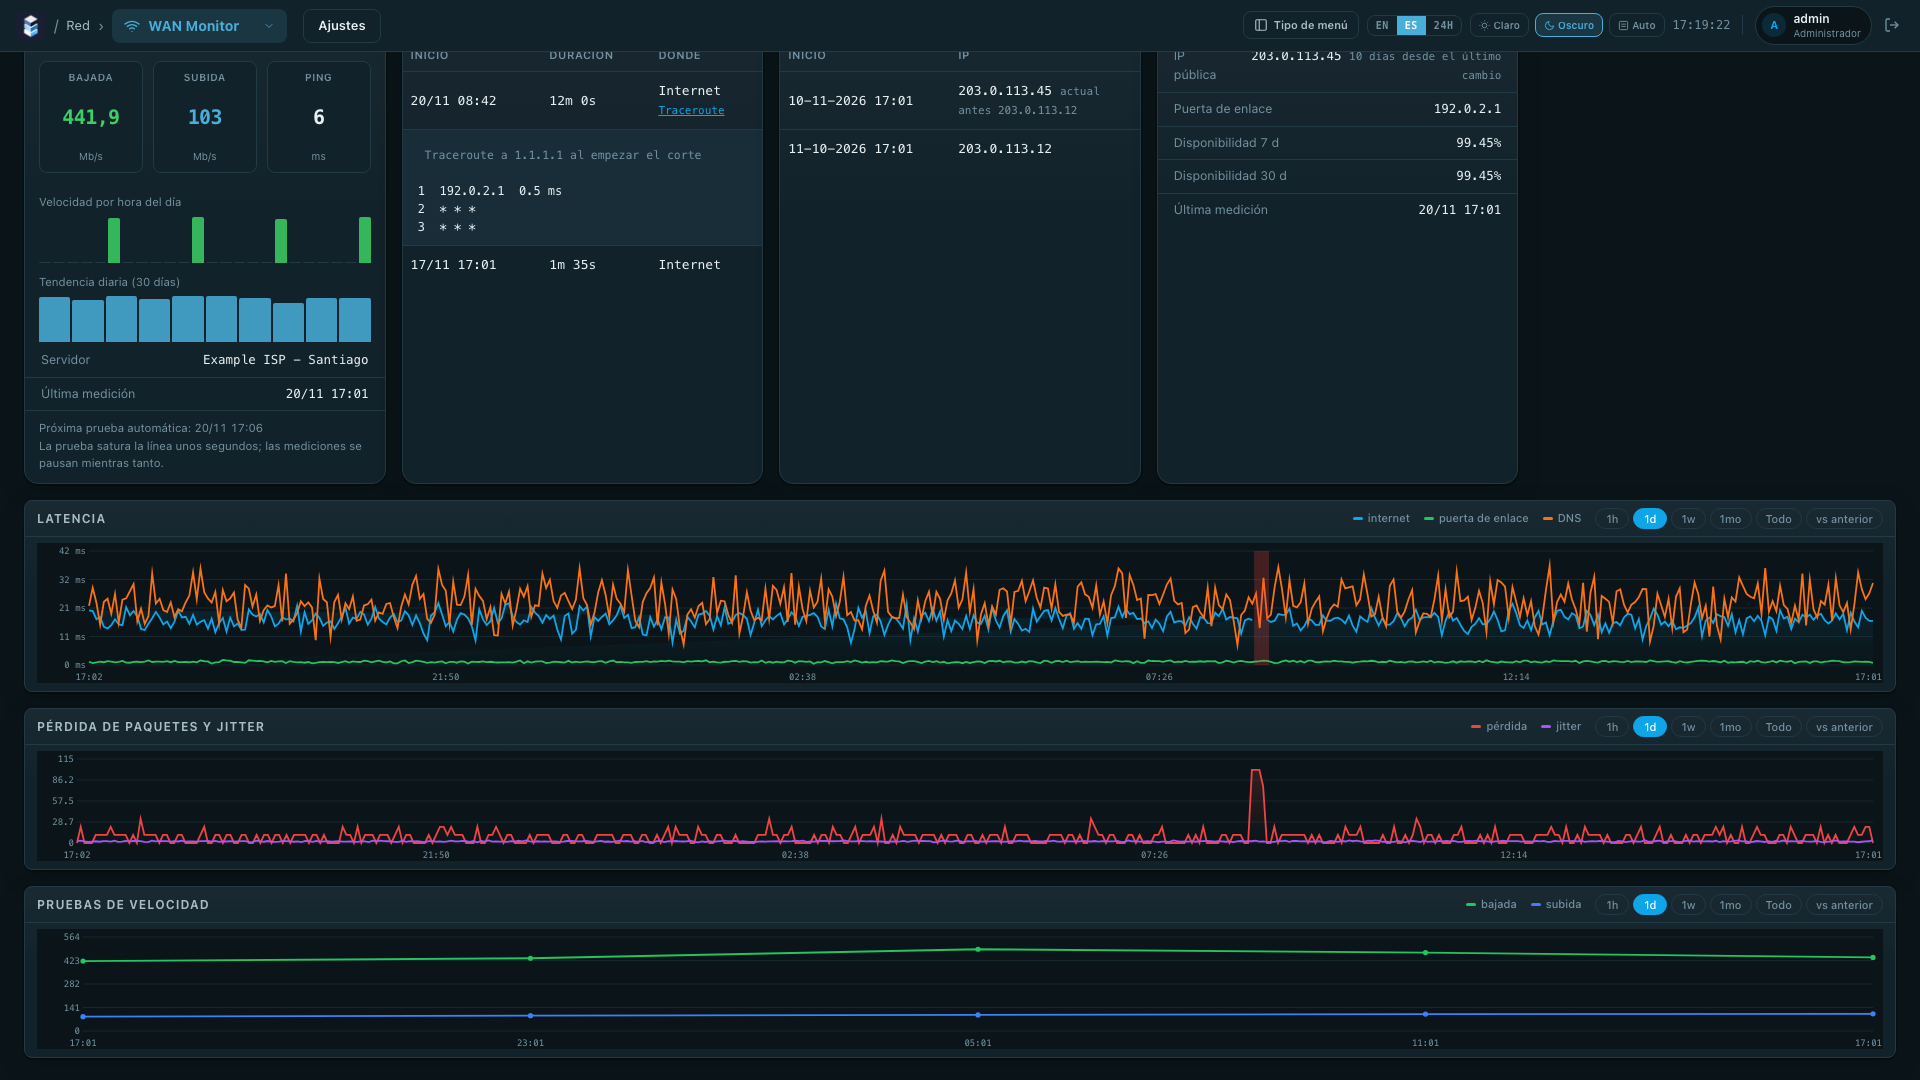 / Red › WAN Monitor Ajustes Tipo de menú EN ES 24H Claro Oscuro Auto 17:19:22 A admin
Administrador
BAJADA SUBIDA PING
441,9 103 6
Mb/s Mb/s ms
Velocidad por hora del día
Tendencia diaria (30 días)
Servidor Example ISP – Santiago
Última medición 20/11 17:01
Próxima prueba automática: 20/11 17:06
La prueba satura la línea unos segundos; las mediciones se
pausan mientras tanto.
INICIO DURACIÓN DÓNDE
20/11 08:42 12m 0s Internet
Traceroute
Traceroute a 1.1.1.1 al empezar el corte
1 192.0.2.1 0.5 ms
2 * * *
3 * * *
17/11 17:01 1m 35s Internet
INICIO IP
10-11-2026 17:01 203.0.113.45 actual
antes 203.0.113.12
11-10-2026 17:01 203.0.113.12
IP 203.0.113.45 10 días desde el último
pública cambio
Puerta de enlace 192.0.2.1
Disponibilidad 7 d 99.45%
Disponibilidad 30 d 99.45%
Última medición 20/11 17:01
LATENCIA internet puerta de enlace DNS 1h 1d 1w 1mo Todo vs anterior
42 ms
32 ms
21 ms
11 ms
0 ms
17:02 21:50 02:38 07:26 12:14 17:01
PÉRDIDA DE PAQUETES Y JITTER pérdida jitter 1h 1d 1w 1mo Todo vs anterior
115
86.2
57.5
28.7
0
17:02 21:50 02:38 07:26 12:14 17:01
PRUEBAS DE VELOCIDAD bajada subida 1h 1d 1w 1mo Todo vs anterior
564
423
282
141
0
17:01 23:01 05:01 11:01 17:01